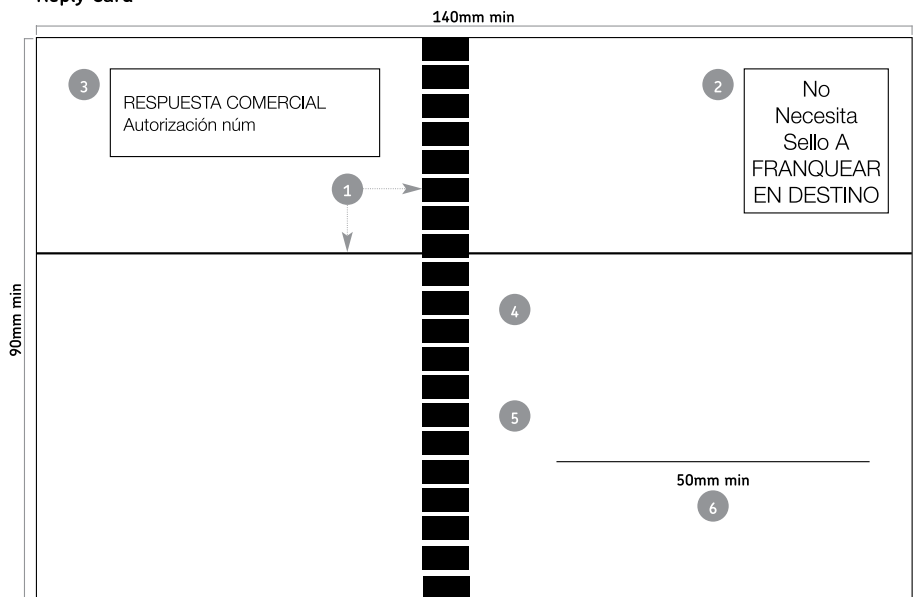 Reply Card
140mm min
3
RESPUESTA COMERCIAL
Autorización núm
2
No
Necesita
Sello A
FRANQUEAR
EN DESTINO
1
90mm min
4
5
50mm min
6